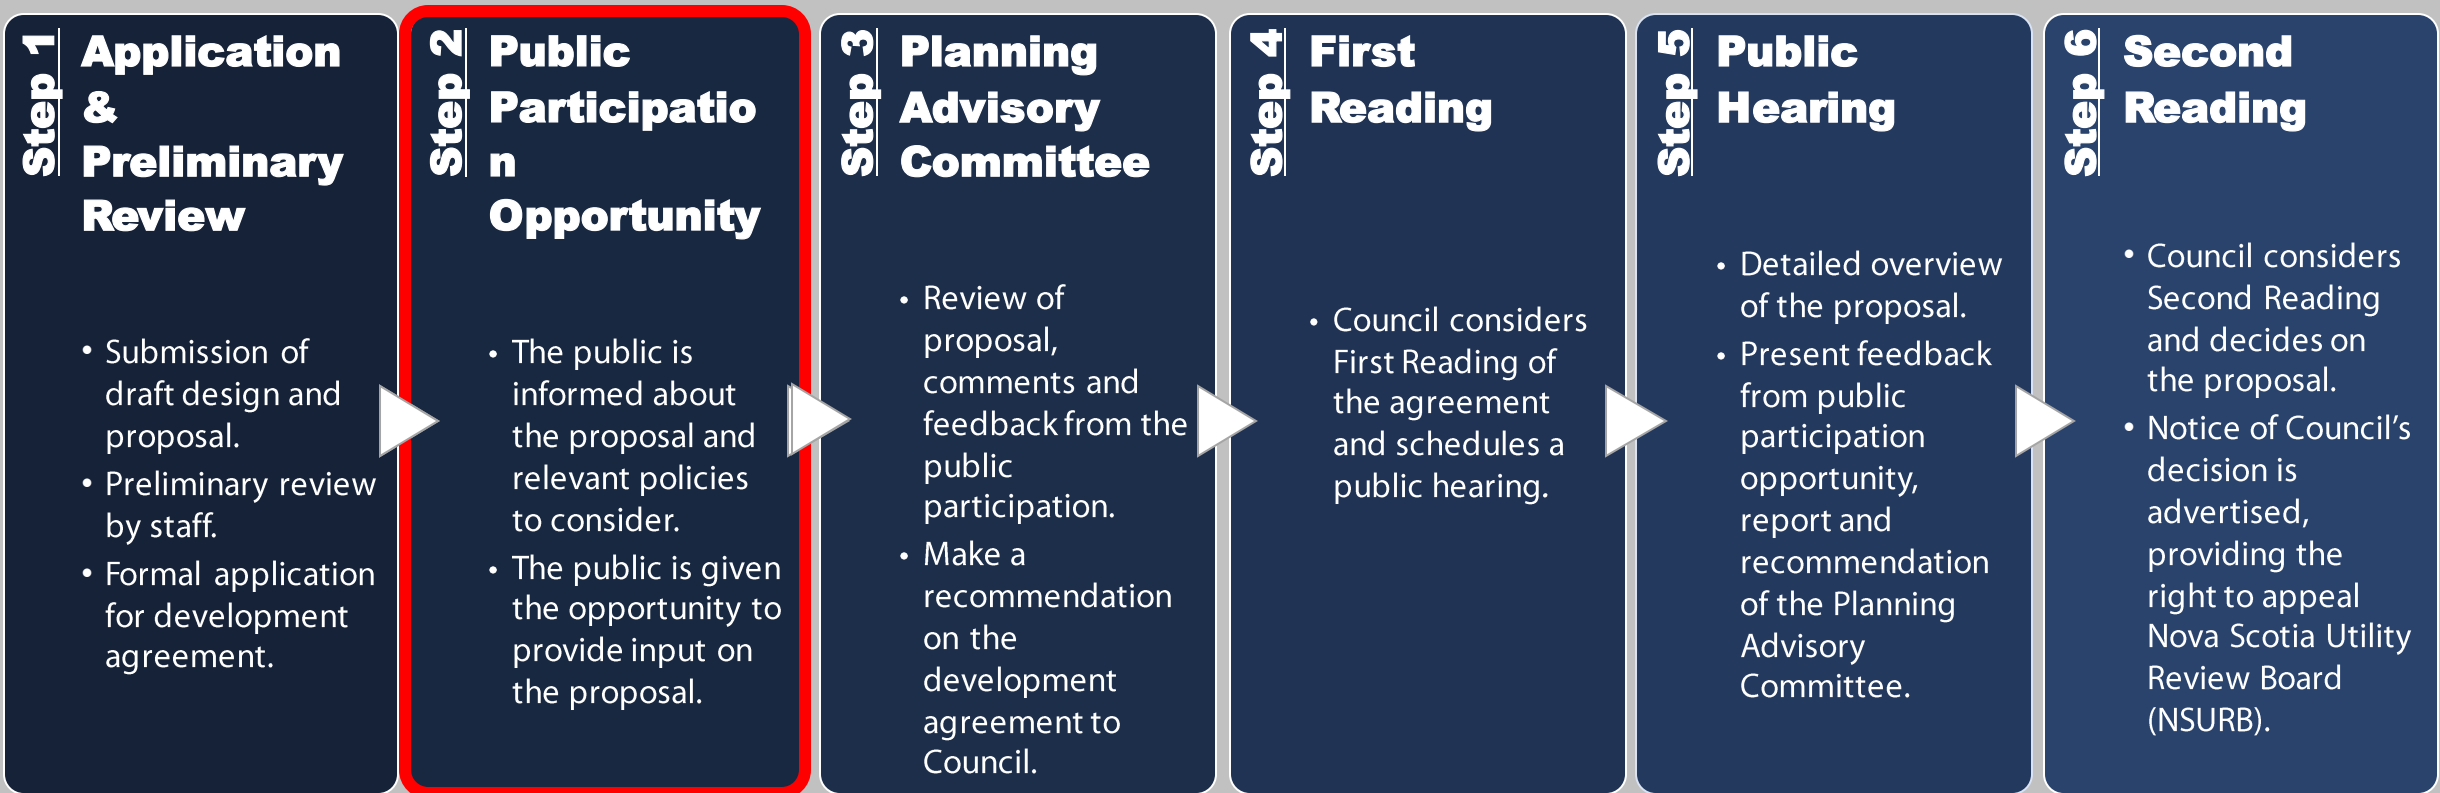 Step 1
Application
&
Preliminary
Review
• Submission of
draft design and
proposal.
• Preliminary review
by staff.
• Formal application
for development
agreement.
Step 2
Public
Participatio
n
Opportunity
• The public is
informed about
the proposal and
relevant policies
to consider.
• The public is given
the opportunity to
provide input on
the proposal.
Step 3
Planning
Advisory
Committee
• Review of
proposal,
comments and
feedback from the
public
participation.
• Make a
recommendation
on the
development
agreement to
Council.
Step 4
First
Reading
• Council considers
First Reading of
the agreement
and schedules a
public hearing.
Step 5
Public
Hearing
• Detailed overview
of the proposal.
• Present feedback
from public
participation
opportunity,
report and
recommendation
of the Planning
Advisory
Committee.
Step 6
Second
Reading
• Council considers
Second Reading
and decides on
the proposal.
• Notice of Council’s
decision is
advertised,
providing the
right to appeal
Nova Scotia Utility
Review Board
(NSURB).